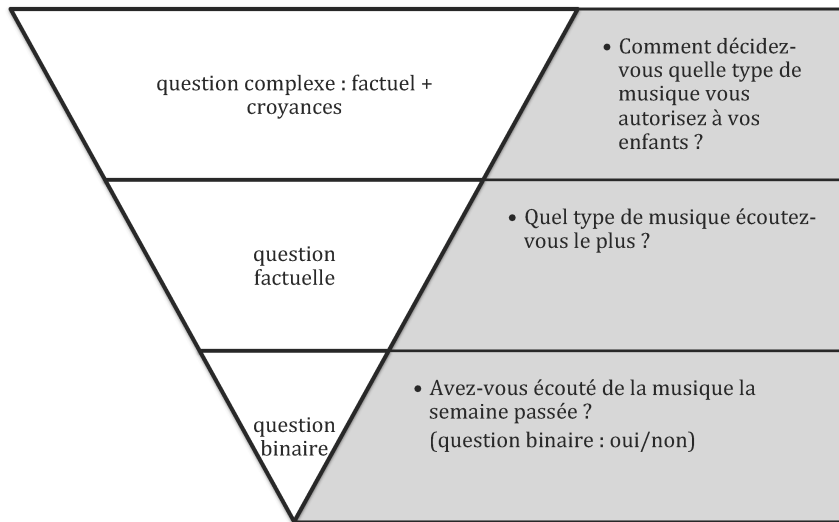 question complexe : factuel +
croyances
• Comment décidez-
vous quelle type de
musique vous
autorisez à vos
enfants ?
question
factuelle
• Quel type de musique écoutez-
vous le plus ?
question
binaire
• Avez-vous écouté de la musique la
semaine passée ?
(question binaire : oui/non)